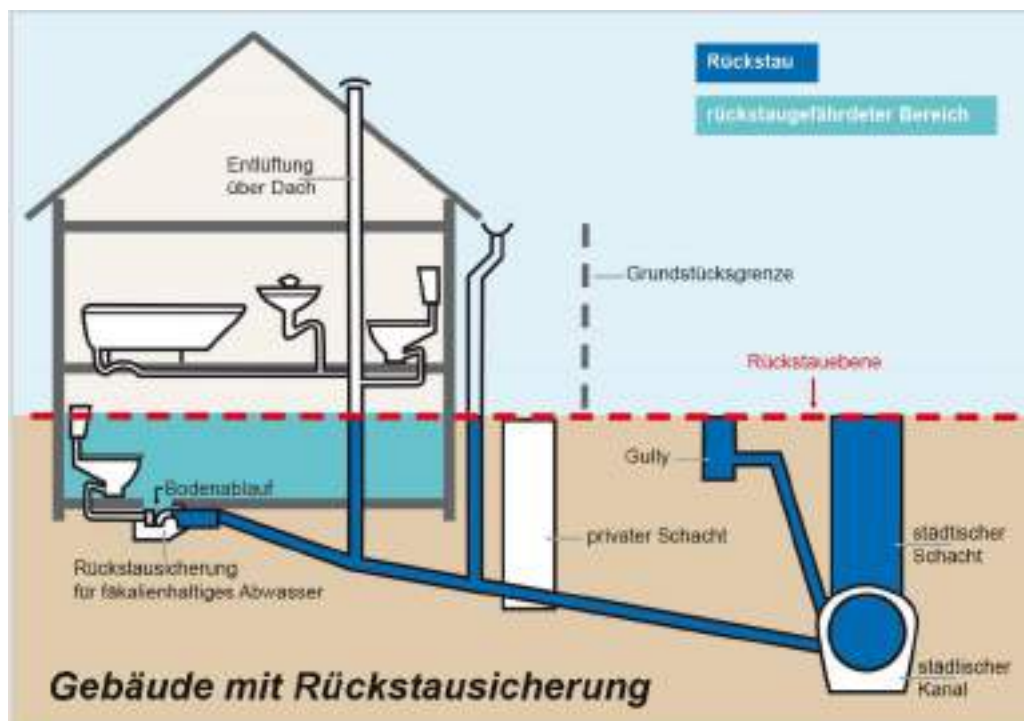 Rückstau
rückstaugefährdeter Bereich
Entlüftung
über Dach
Grundstücksgrenze
Rückstauebene
Gully
Bodenablauf
privater Schacht
städtischer
Schacht
Rückstausicherung
für fäkalienhaltiges Abwasser
Gebäude mit Rückstausicherung
städtischer
Kanal